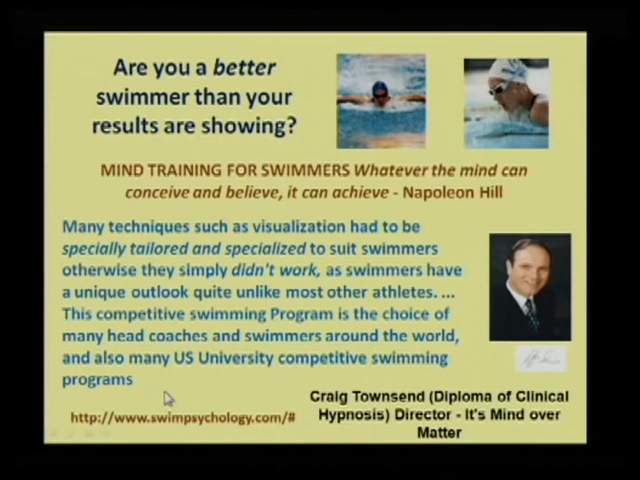 Are you a better
swimmer than your
results are showing?
MIND TRAINING FOR SWIMMERS Whatever the mind can
conceive and believe, it can achieve - Napoleon Hill
Many techniques such as visualization had to be
specially tailored and specialized to suit swimmers
otherwise they simply didn't work, as swimmers have
a unique outlook quite unlike most other athletes. ...
This competitive swimming Program is the choice of
many head coaches and swimmers around the world,
and also many US University competitive swimming
programs
http://www.swimpsychology.com/#
Craig Townsend (Diploma of Clinical
Hypnosis) Director - It's Mind over
Matter